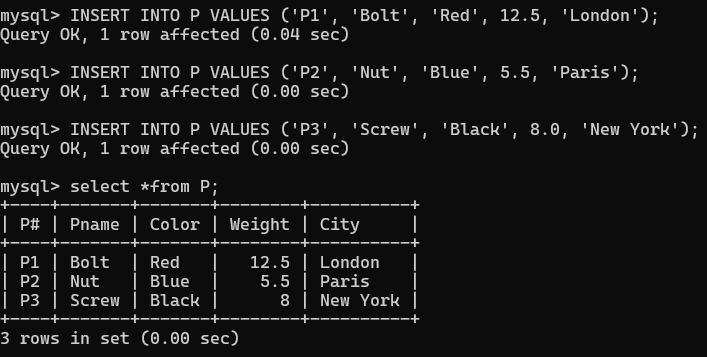 mysql> INSERT INTO P VALUES ('P1', 'Bolt', 'Red', 12.5, 'London');
Query OK, 1 row affected (0.04 sec)

mysql> INSERT INTO P VALUES ('P2', 'Nut', 'Blue', 5.5, 'Paris');
Query OK, 1 row affected (0.00 sec)

mysql> INSERT INTO P VALUES ('P3', 'Screw', 'Black', 8.0, 'New York');
Query OK, 1 row affected (0.00 sec)

mysql> select *from P;
+----+-------+-------+--------+----------+
| P# | Pname | Color | Weight | City     |
+----+-------+-------+--------+----------+
| P1 | Bolt  | Red   |   12.5 | London   |
| P2 | Nut   | Blue  |    5.5 | Paris    |
| P3 | Screw | Black |      8 | New York |
+----+-------+-------+--------+----------+
3 rows in set (0.00 sec)